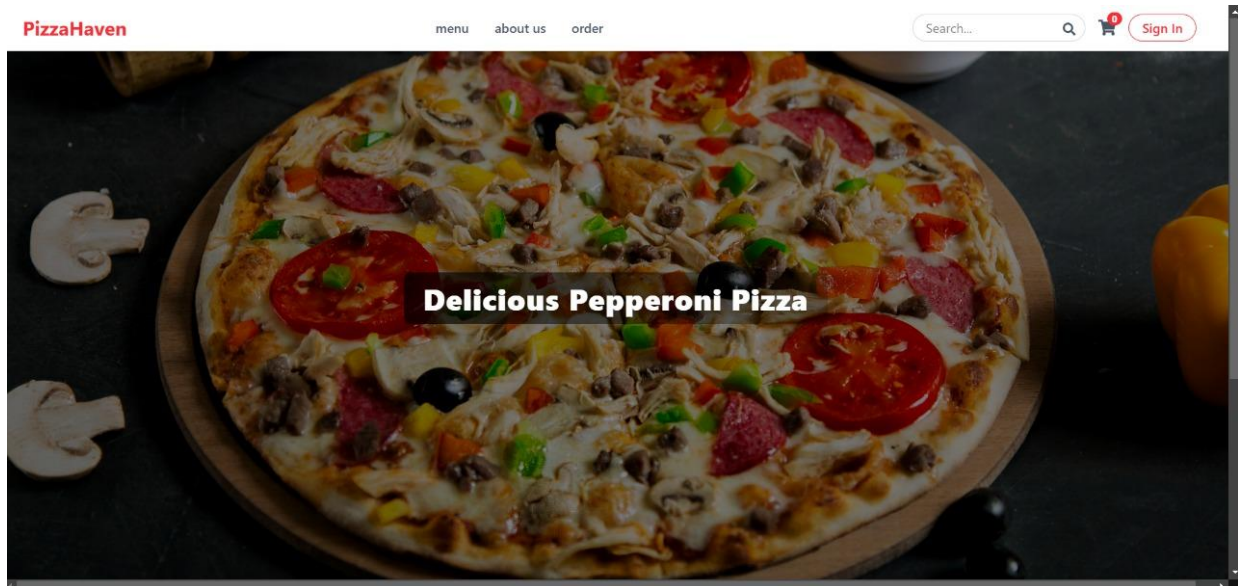 PizzaHaven
menu about us order
Search...
0
Sign In
Delicious Pepperoni Pizza